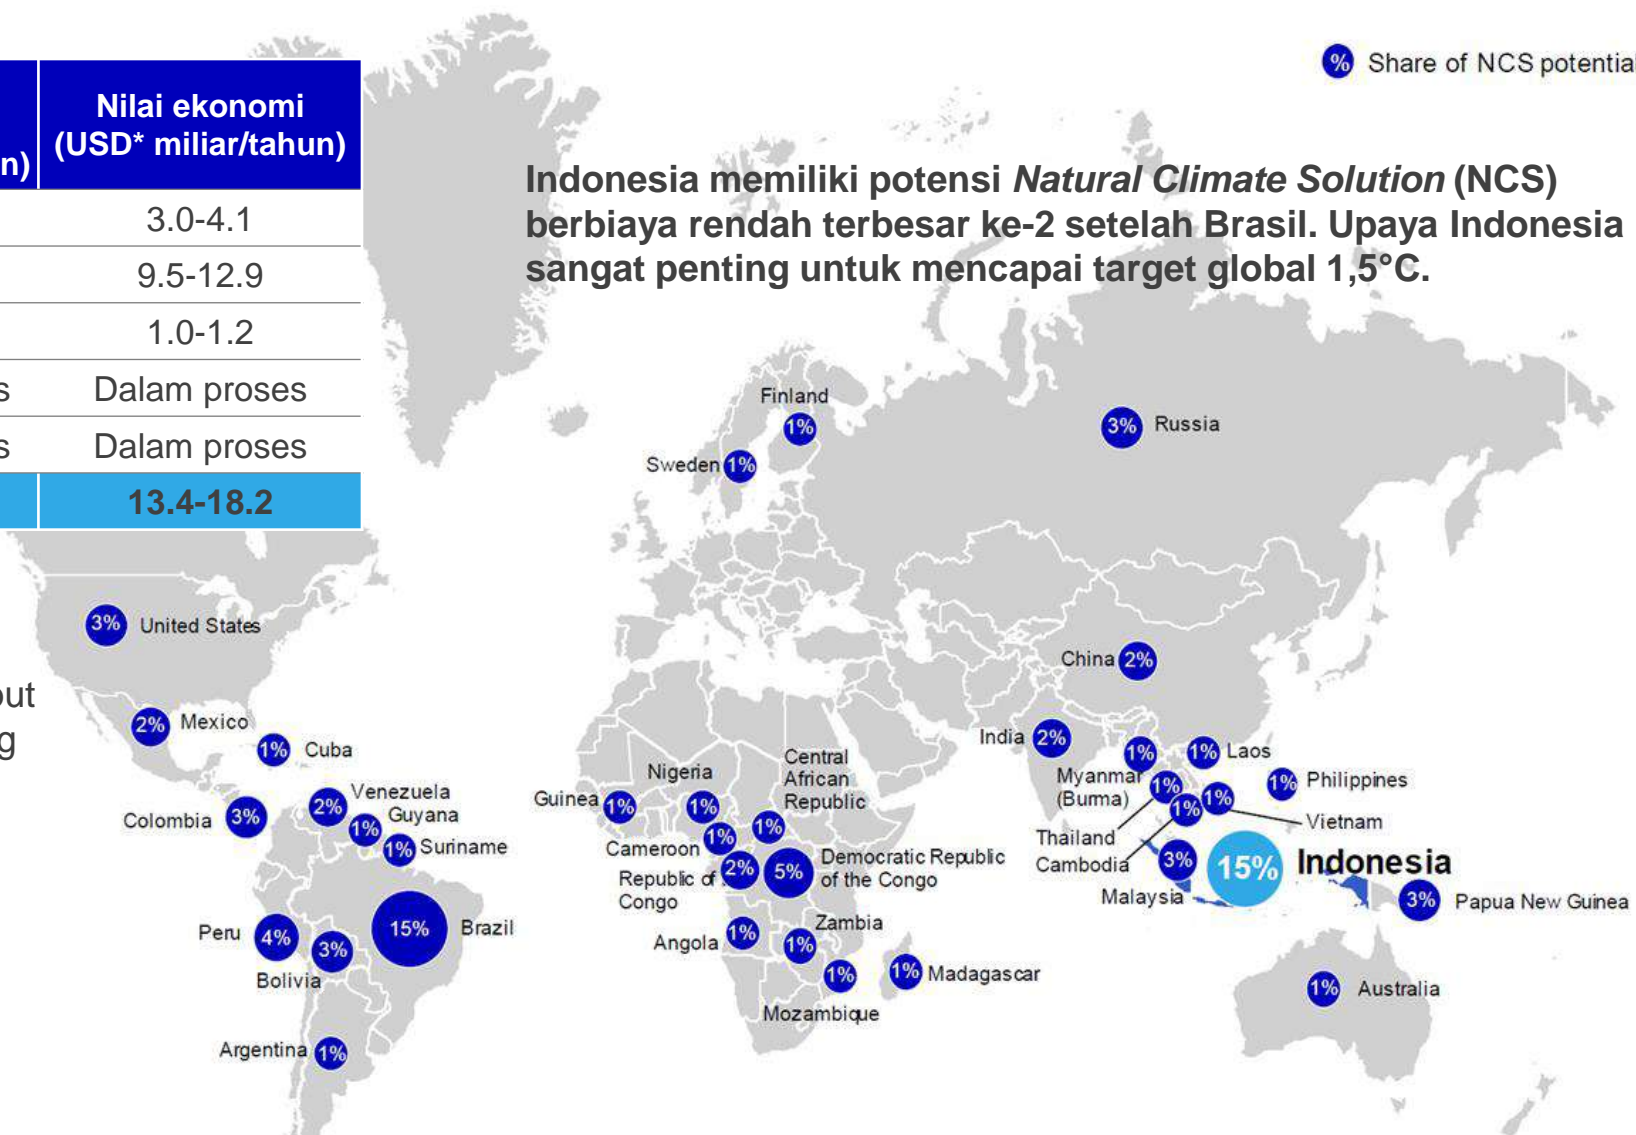 % Share of NCS potential
n)
Nilai ekonomi
(USD* miliar/tahun)
3.0-4.1
9.5-12.9
1.0-1.2
s Dalam proses
s Dalam proses
13.4-18.2
Indonesia memiliki potensi Natural Climate Solution (NCS)
berbiaya rendah terbesar ke-2 setelah Brasil. Upaya Indonesia
sangat penting untuk mencapai target global 1,5°C.
out
g
Finland
1%
Sweden 1%
3% Russia
3% United States
2% Mexico
1% Cuba
Colombia 3%
2% Venezuela
1% Guyana
1% Suriname
Peru 4%
3%
Bolivia
15% Brazil
Argentina 1%
Guinea 1%
Nigeria
1%
Central
African
Republic
1%
Cameroon 1%
Republic of
Congo
2%
5% Democratic Republic
of the Congo
Angola 1%
Zambia
1%
1%
Mozambique
1% Madagascar
China 2%
India 2%
1%
Myanmar
(Burma)
1% Laos
1%
Thailand
1%
Cambodia
1%
Vietnam
1% Philippines
3%
Malaysia
15% Indonesia
3% Papua New Guinea
1% Australia